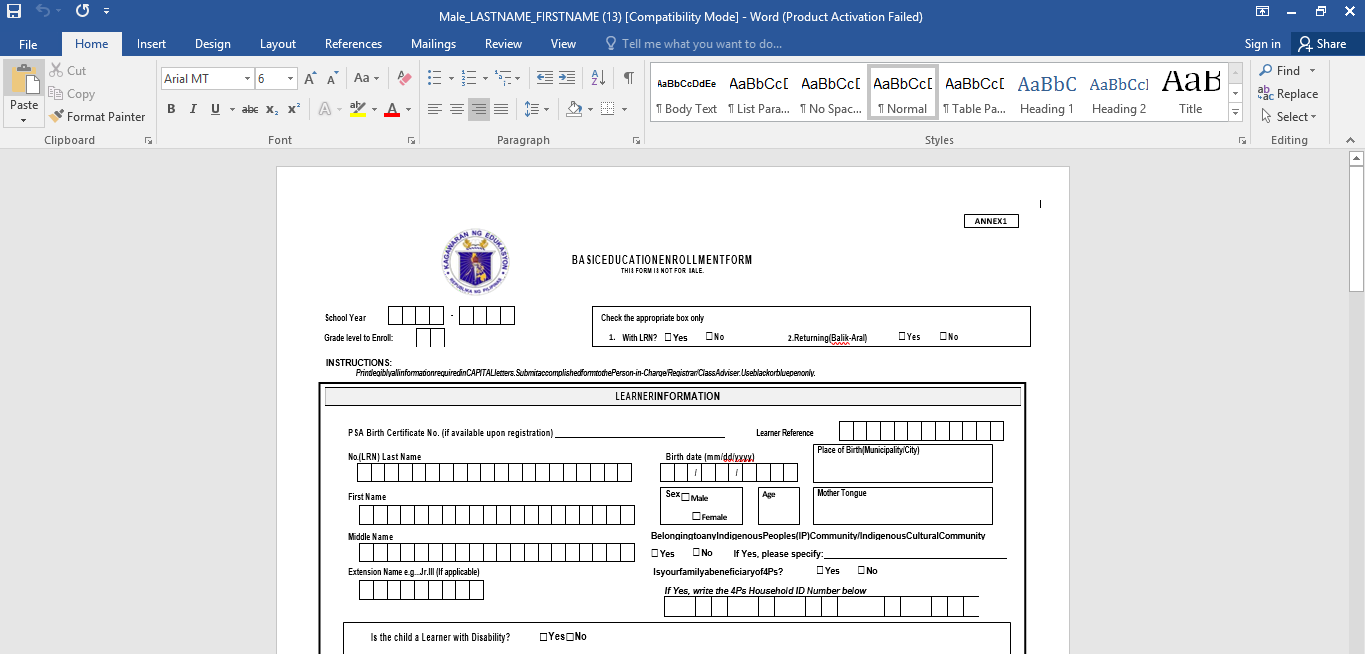 Male_LASTNAME_FIRSTNAME (13) [Compatibility Mode] - Word (Product Activation Failed)
File Home Insert Design Layout References Mailings Review View Tell me what you want to do... Sign in Share
Paste
Cut
Copy
Format Painter
Clipboard
Arial MT 6 Aa
B I U abc X₂ X² A ab A
Font
Paragraph
AaBbCcDdEe AaBbCcI AaBbCcI AaBbCcI AaBbCcI AaBbC AaBbCcI AaB
¶ Body Text ¶ List Para... ¶ No Spac... ¶ Normal ¶ Table Pa... Heading 1 Heading 2 Title
Styles
Find
Replace
Select
Editing
ANNEX1
KAGAWARAN NG EDUKASYON
REPUBLIKA NG PILIPINAS
BASICEDUCATIONENROLLMENTFORM
THIS FORM IS NOT FOR SALE.
School Year -
Grade level to Enroll:
Check the appropriate box only
1. With LRN? ☐ Yes ☐ No 2.Returning(Balik-Aral) ☐ Yes ☐ No
INSTRUCTIONS:
PrintlegiblyallinformationrequiredinCAPITALletters.SubmitaccomplishedformtothePerson-in-Charge/Registrar/ClassAdviser.Useblackorbluepenonly.
LEARNERINFORMATION
PSA Birth Certificate No. (if available upon registration) Learner Reference
No.(LRN) Last Name
Birth date (mm/dd/yyyy)
/ /
Place of Birth(Municipality/City)
First Name
Sex ☐ Male
☐ Female
Age
Mother Tongue
Middle Name
BelongingtoanyIndigenousPeoples(IP)Community/IndigenousCulturalCommunity
☐ Yes ☐ No If Yes, please specify:
Extension Name e.g...Jr.III (If applicable)
Isyourfamilyabeneficiaryof4Ps? ☐ Yes ☐ No
If Yes, write the 4Ps Household ID Number below
Is the child a Learner with Disability? ☐Yes☐No